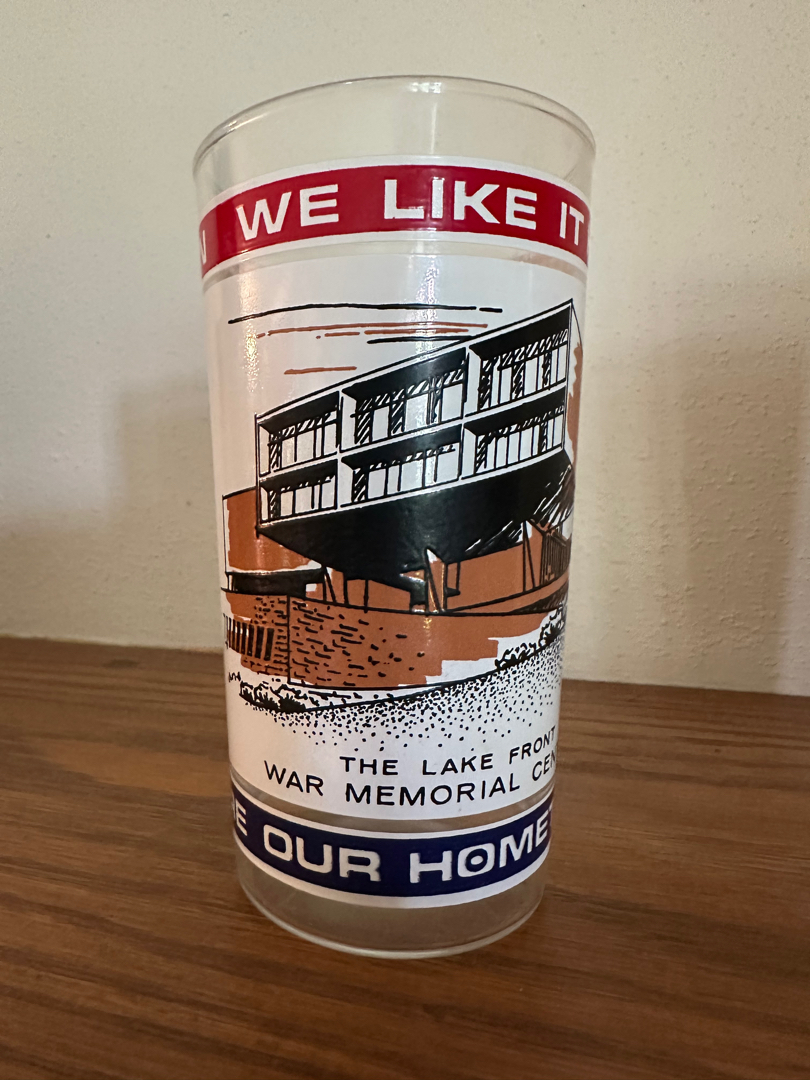 WE LIKE IT
THE LAKE FRONT
WAR MEMORIAL CEN
OUR HOME